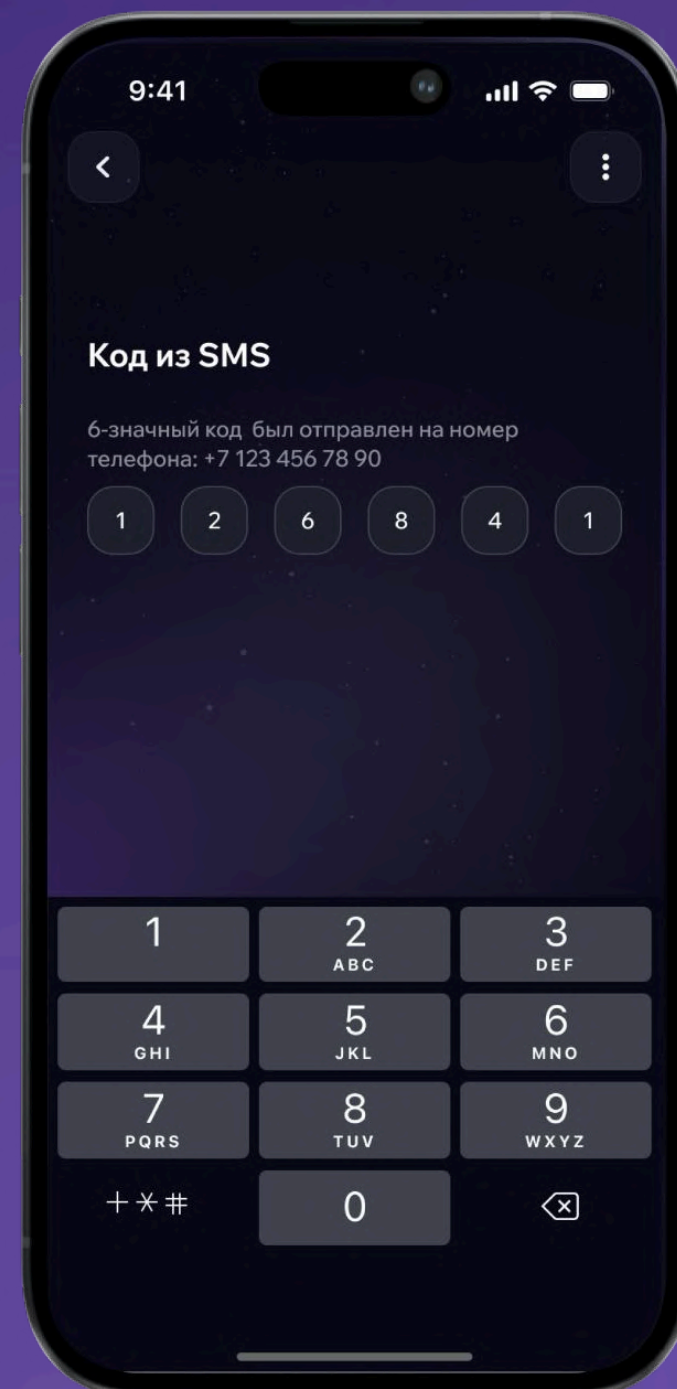 9:41
Код из SMS
6-значный код был отправлен на номер
телефона: +7 123 456 78 90
1 2 6 8 4 1
1 2 3
ABC DEF
4 5 6
GHI JKL MNO
7 8 9
PQRS TUV WXYZ
+*# 0